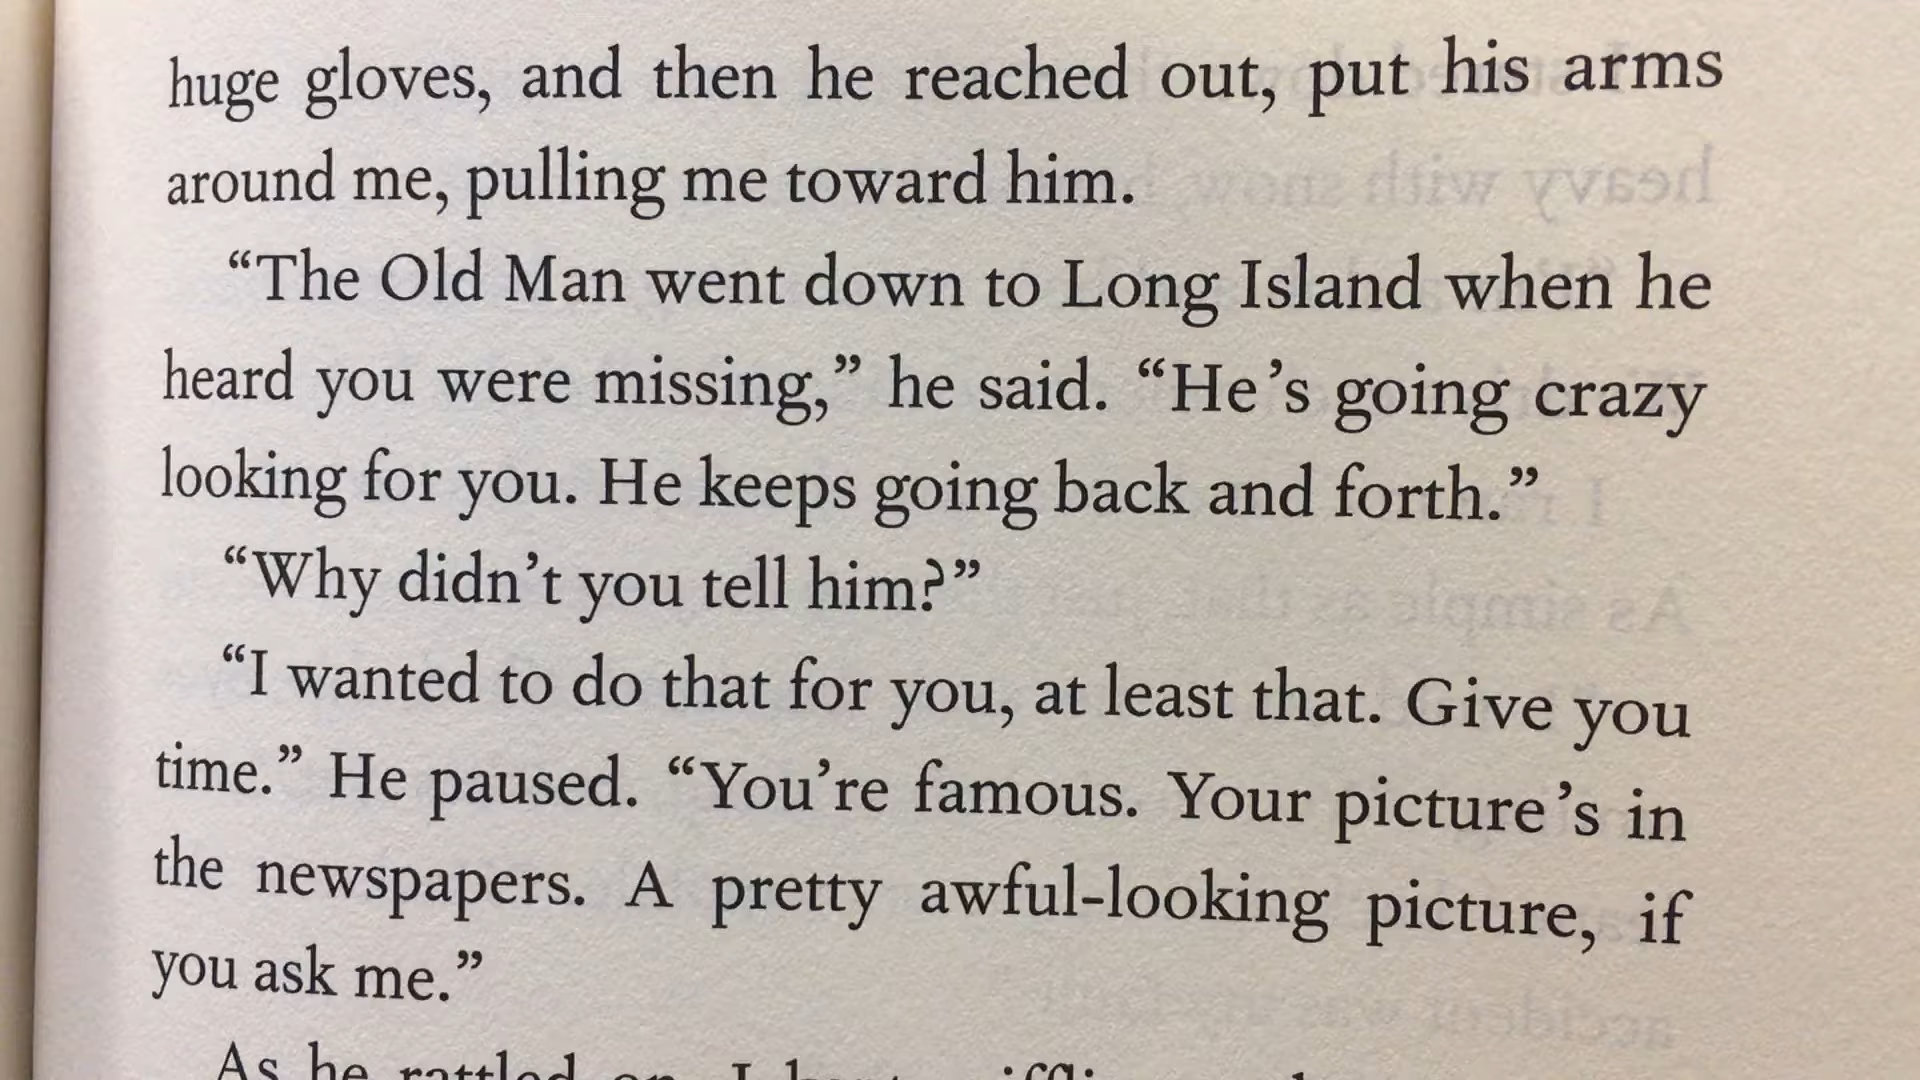 huge gloves, and then he reached out, put his arms
around me, pulling me toward him.
“The Old Man went down to Long Island when he
heard you were missing,” he said. “He’s going crazy
looking for you. He keeps going back and forth.”
“Why didn’t you tell him?”
“I wanted to do that for you, at least that. Give you
time.” He paused. “You’re famous. Your picture’s in
the newspapers. A pretty awful-looking picture, if
you ask me.”
As he rattled on, I